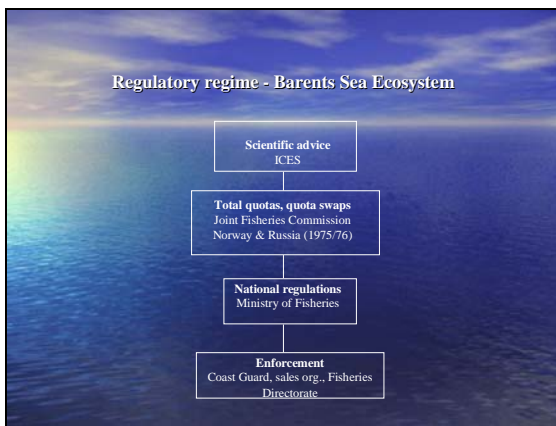 Regulatory regime - Barents Sea Ecosystem
Scientific advice
ICES
Total quotas, quota swaps
Joint Fisheries Commission
Norway & Russia (1975/76)
National regulations
Ministry of Fisheries
Enforcement
Coast Guard, sales org., Fisheries
Directorate